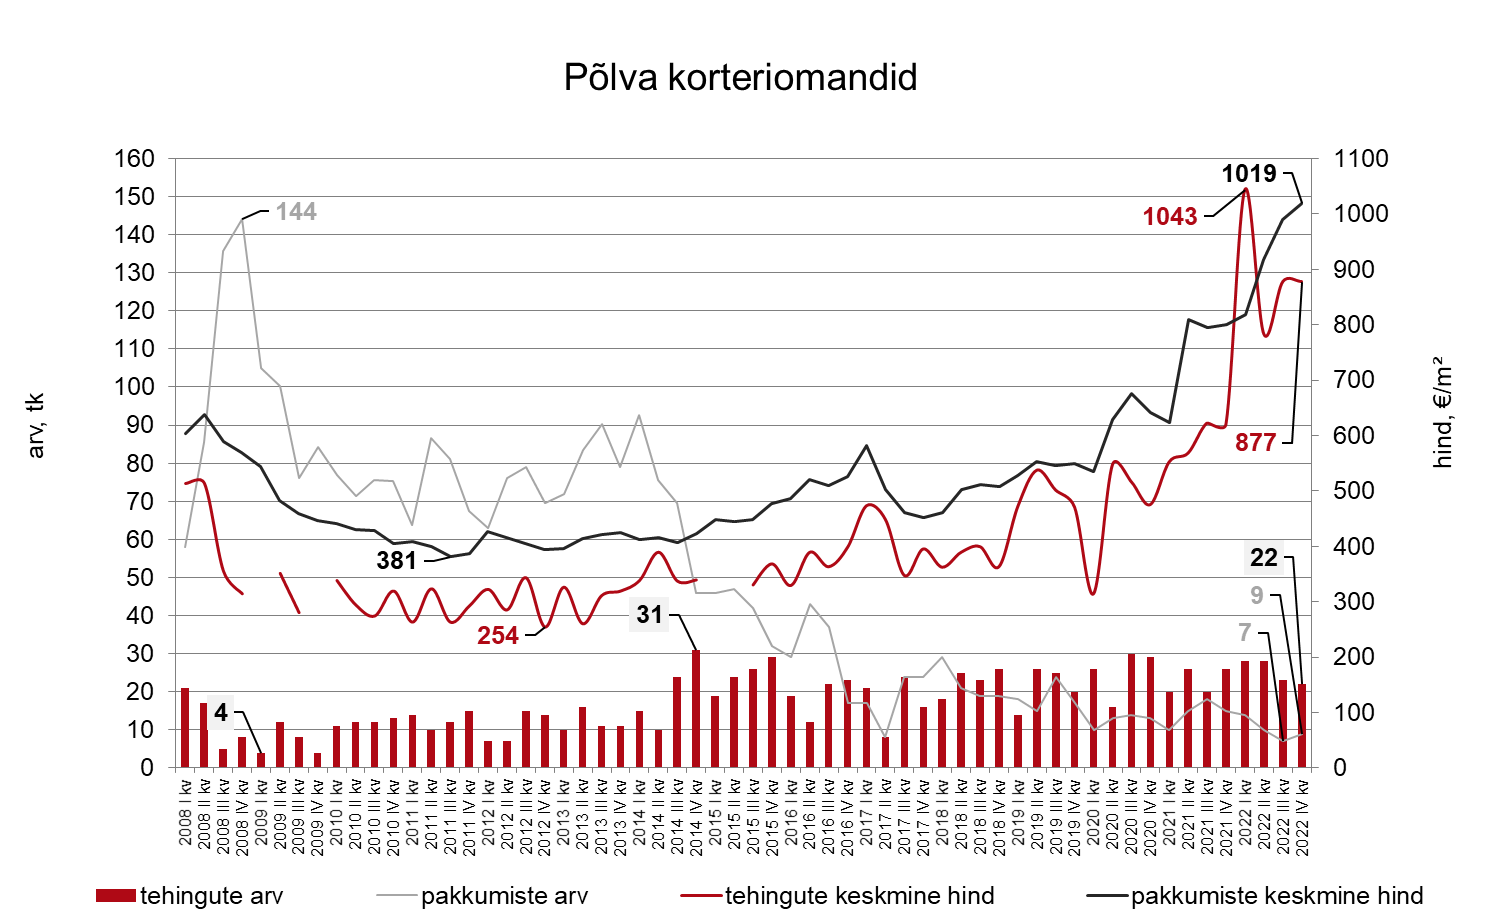 Põlva korteriomandid
arv, tk
160
150
140
130
120
110
100
90
80
70
60
50
40
30
20
10
0
1100
1000
900
800
700
600
500
400
300
200
100
0
hind, €/m²
144
381
254
4
31
1043
1019
877
22
9
7
2008 I kv
2008 II kv
2008 III kv
2008 IV kv
2009 I kv
2009 II kv
2009 III kv
2009 IV kv
2010 I kv
2010 II kv
2010 III kv
2010 IV kv
2011 I kv
2011 II kv
2011 III kv
2011 IV kv
2012 I kv
2012 II kv
2012 III kv
2012 IV kv
2013 I kv
2013 II kv
2013 III kv
2013 IV kv
2014 I kv
2014 II kv
2014 III kv
2014 IV kv
2015 I kv
2015 II kv
2015 III kv
2015 IV kv
2016 I kv
2016 II kv
2016 III kv
2016 IV kv
2017 I kv
2017 II kv
2017 III kv
2017 IV kv
2018 I kv
2018 II kv
2018 III kv
2018 IV kv
2019 I kv
2019 II kv
2019 III kv
2019 IV kv
2020 I kv
2020 II kv
2020 III kv
2020 IV kv
2021 I kv
2021 II kv
2021 III kv
2021 IV kv
2022 I kv
2022 II kv
2022 III kv
2022 IV kv
tehingute arv
pakkumiste arv
tehingute keskmine hind
pakkumiste keskmine hind